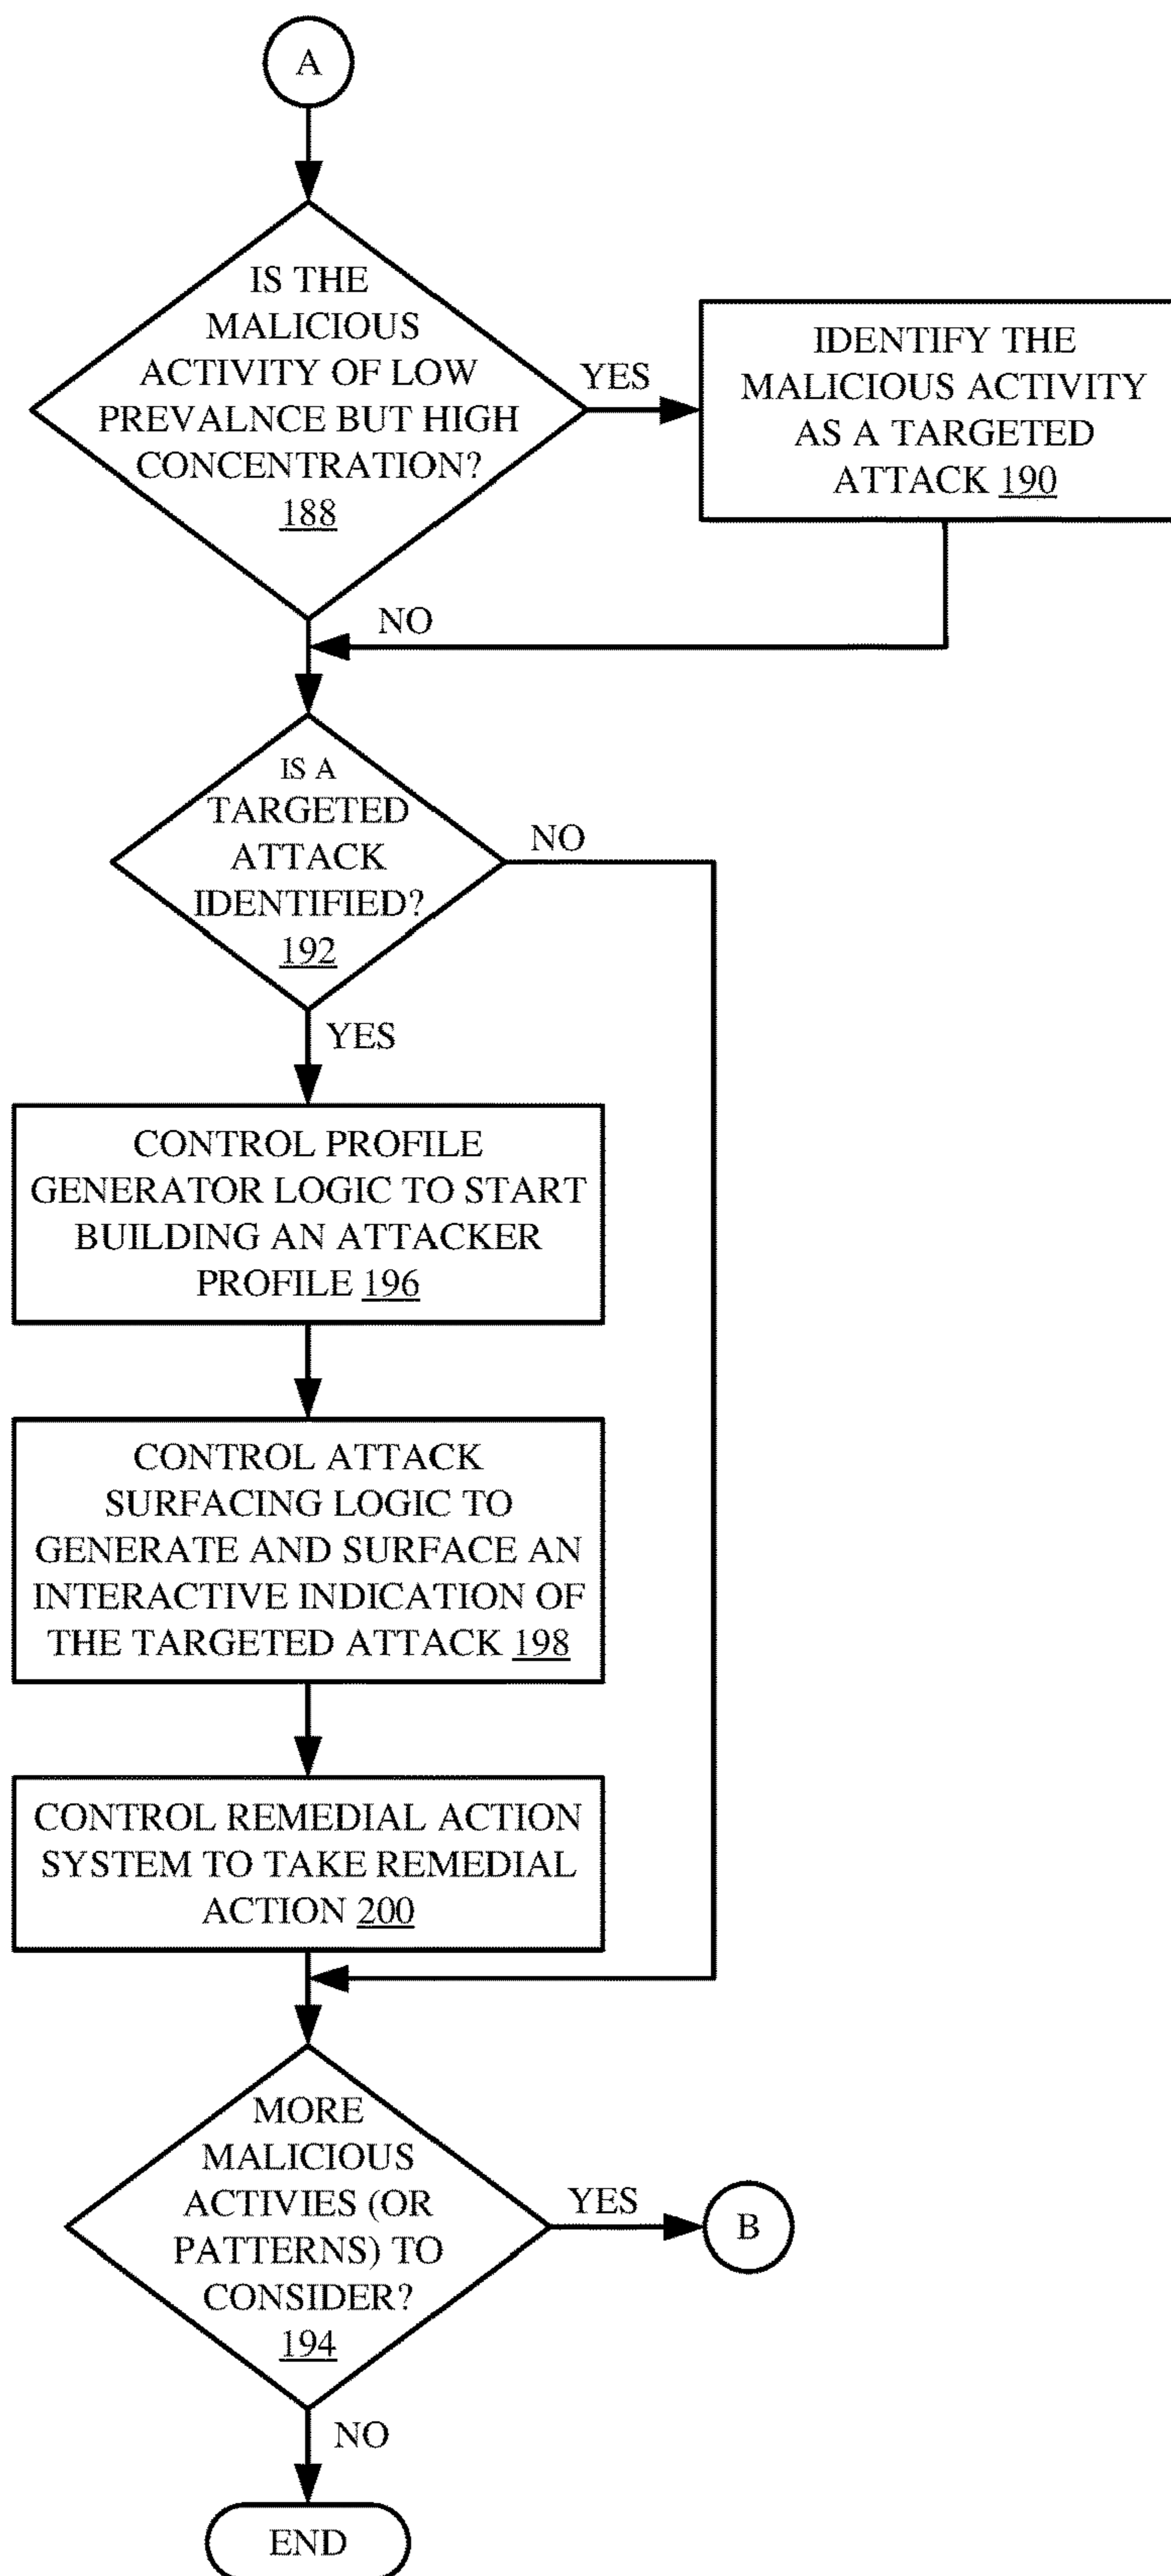 A
IS THE
MALICIOUS
ACTIVITY OF LOW
PREVALNCE BUT HIGH
CONCENTRATION?
188
YES
IDENTIFY THE
MALICIOUS ACTIVITY
AS A TARGETED
ATTACK 190
NO
IS A
TARGETED
ATTACK
IDENTIFIED?
192
NO
YES
CONTROL PROFILE
GENERATOR LOGIC TO START
BUILDING AN ATTACKER
PROFILE 196
CONTROL ATTACK
SURFACING LOGIC TO
GENERATE AND SURFACE AN
INTERACTIVE INDICATION OF
THE TARGETED ATTACK 198
CONTROL REMEDIAL ACTION
SYSTEM TO TAKE REMEDIAL
ACTION 200
MORE
MALICIOUS
ACTIVIES (OR
PATTERNS) TO
CONSIDER?
194
YES
B
NO
END